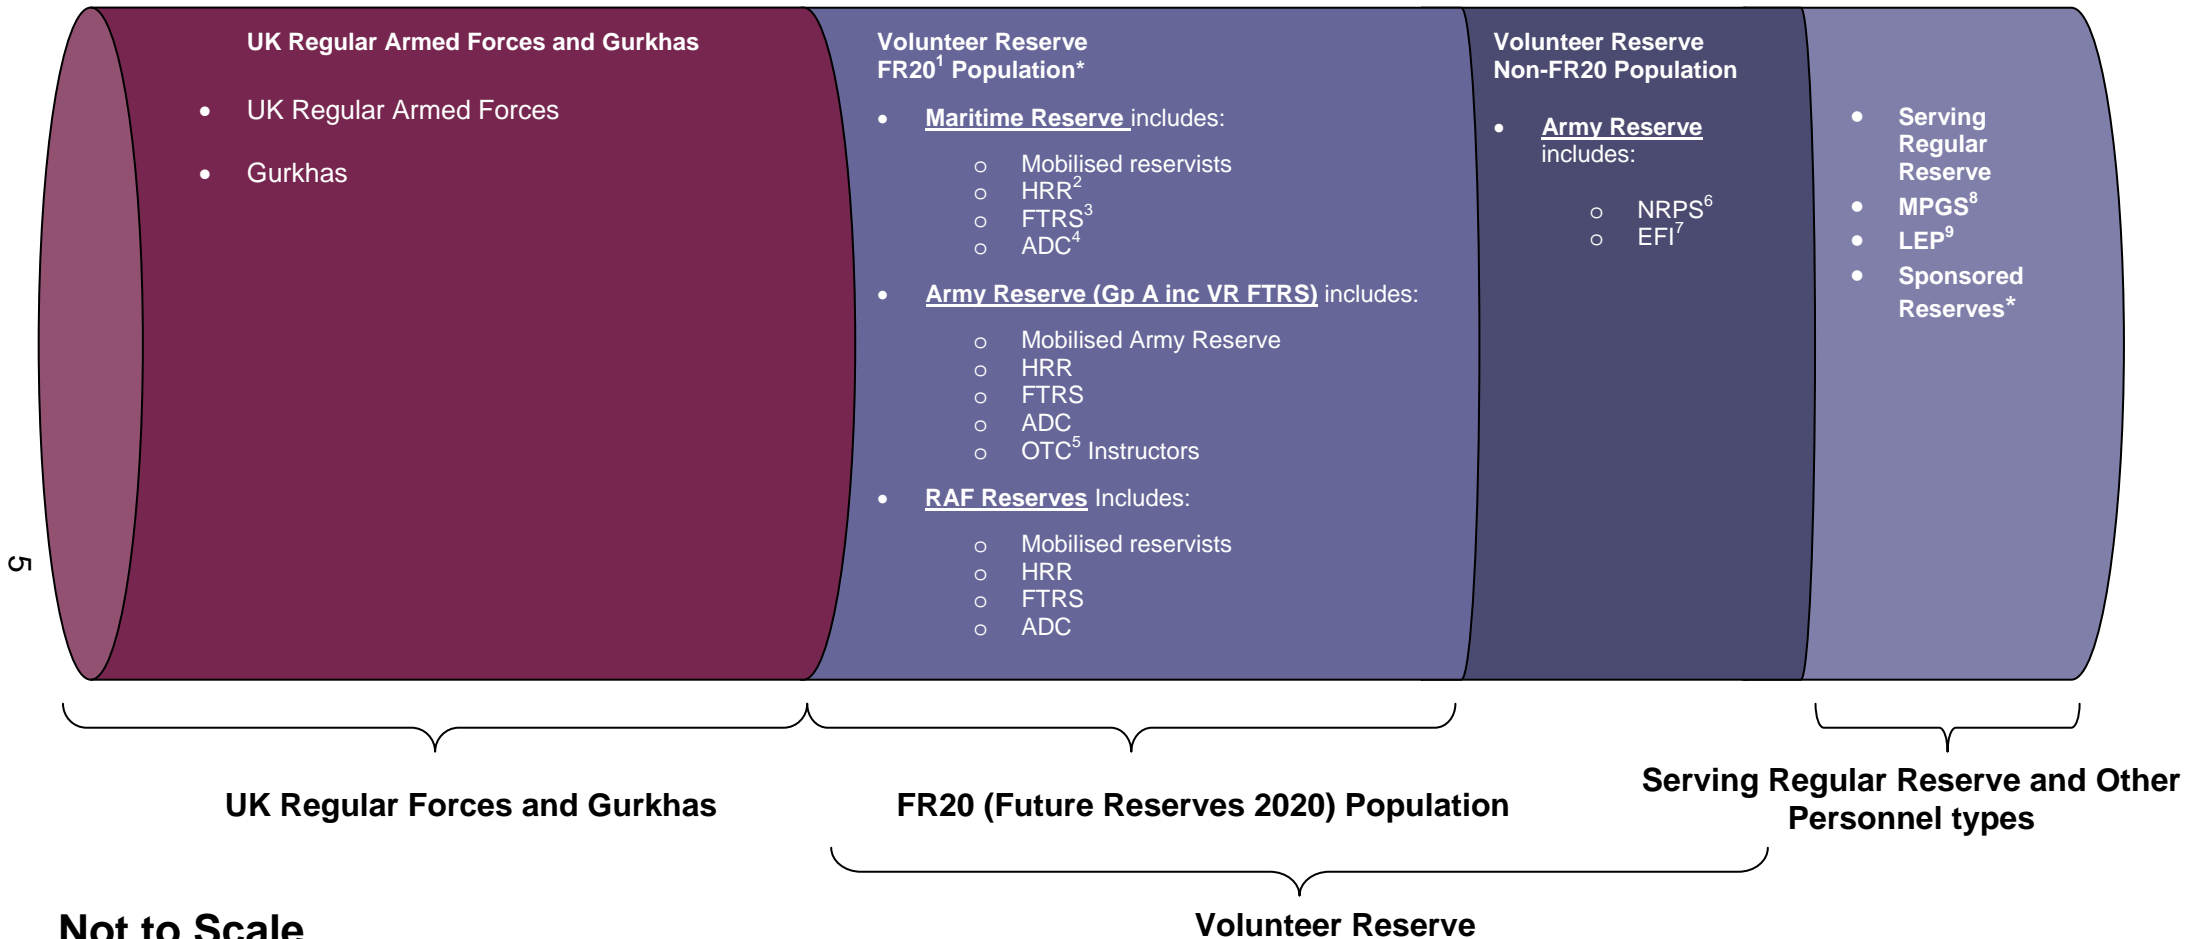 UK Regular Armed Forces and Gurkhas
• UK Regular Armed Forces
• Gurkhas
Volunteer Reserve
FR20¹ Population*
• Maritime Reserve includes:
o Mobilised reservists
o HRR²
o FTRS³
o ADC⁴
• Army Reserve (Gp A inc VR FTRS) includes:
o Mobilised Army Reserve
o HRR
o FTRS
o ADC
o OTC⁵ Instructors
• RAF Reserves Includes:
o Mobilised reservists
o HRR
o FTRS
o ADC
Volunteer Reserve
Non-FR20 Population
• Army Reserve
includes:
o NRPS⁶
o EFI⁷
• Serving
Regular
Reserve
• MPGS⁸
• LEP⁹
• Sponsored
Reserves*
5
UK Regular Forces and Gurkhas
FR20 (Future Reserves 2020) Population
Serving Regular Reserve and Other
Personnel types
Volunteer Reserve
Not to Scale